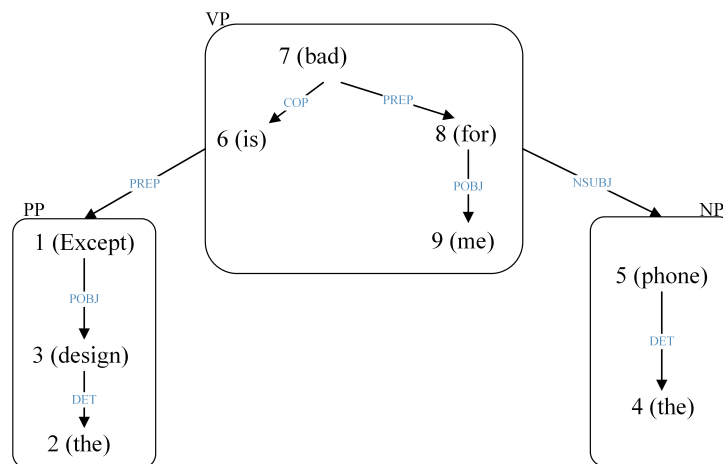 VP
7 (bad)
COP
PREP
6 (is)
8 (for)
PREP
POBJ
NSUBJ
9 (me)
PP
1 (Except)
POBJ
3 (design)
DET
2 (the)
NP
5 (phone)
DET
4 (the)